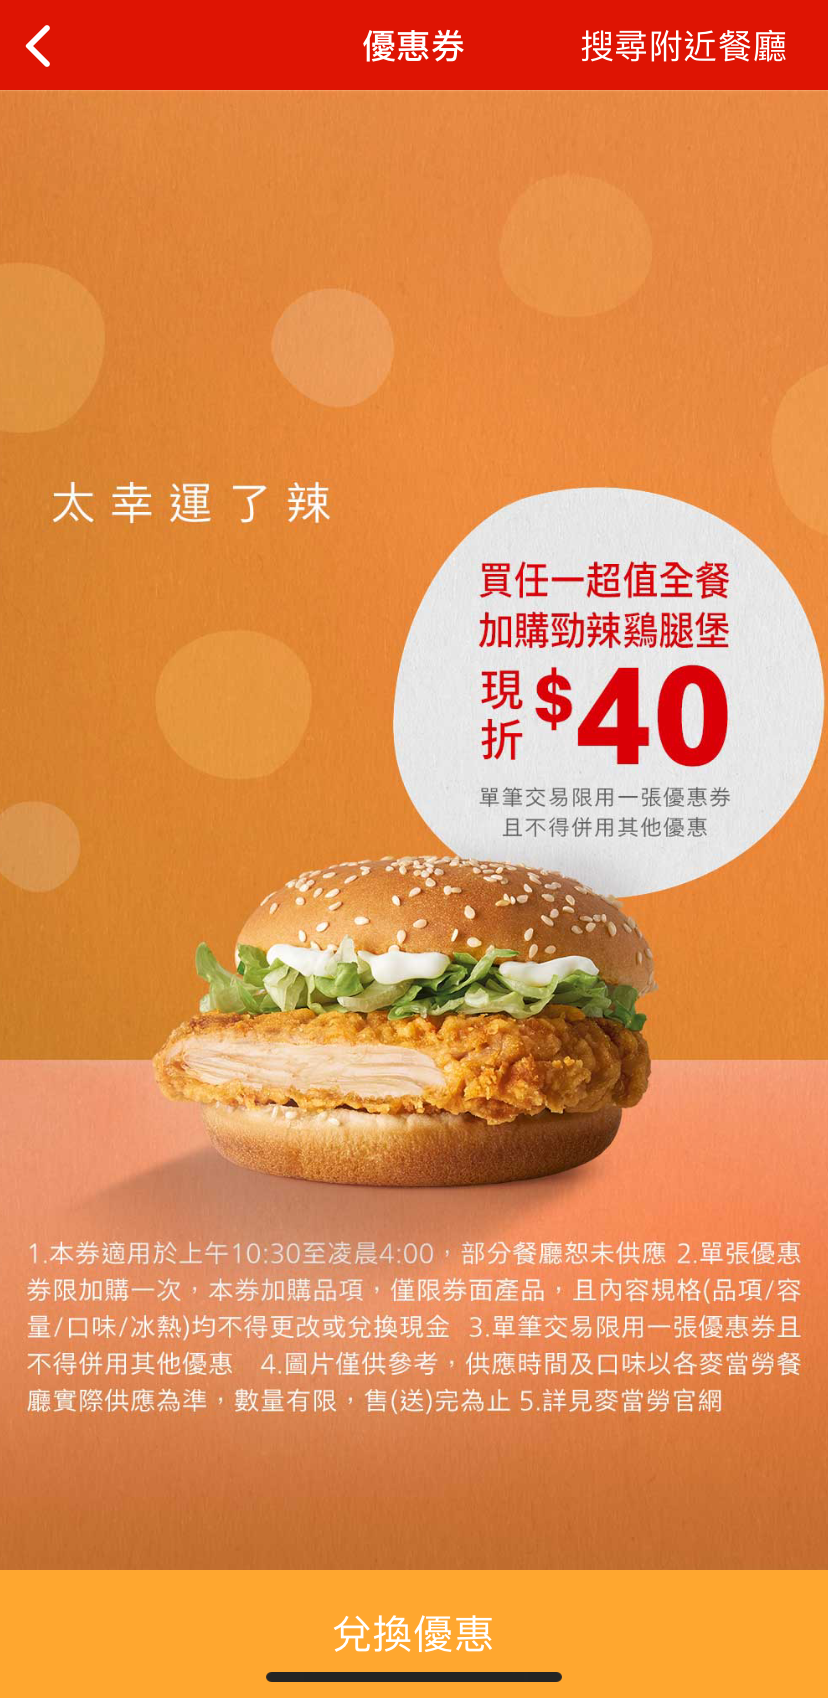 優惠券
搜尋附近餐廳
太幸運了辣
買任一超值全餐
加購勁辣鷄腿堡
現折$40
單筆交易限用一張優惠券
且不得併用其他優惠
1.本券適用於上午10:30至凌晨4:00，部分餐廳恕未供應 2.單張優惠
券限加購一次，本券加購品項，僅限券面產品，且內容規格(品項/容
量/口味/冰熱)均不得更改或兌換現金 3.單筆交易限用一張優惠券且
不得併用其他優惠 4.圖片僅供參考，供應時間及口味以各麥當勞餐
廳實際供應為準，數量有限，售(送)完為止 5.詳見麥當勞官網
兌換優惠